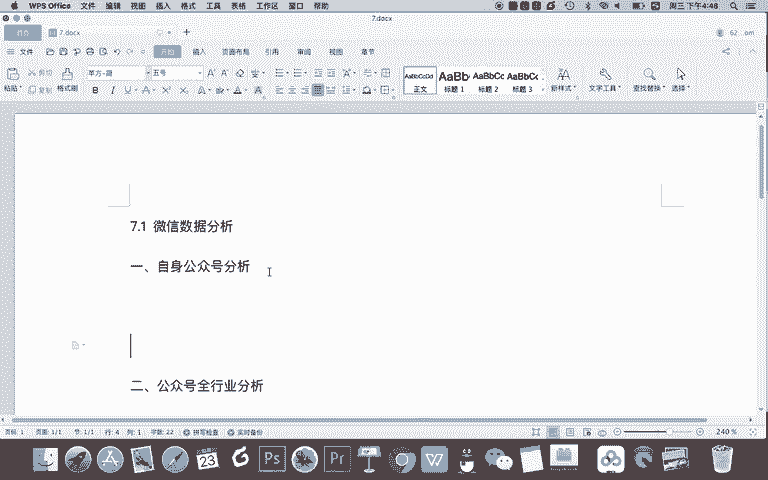 WPS Office 文件 编辑 视图 插入 格式 工具 表格 工作区 窗口 帮助
周三 下午4:46
7.docx
7.docx
文件 开始 插入 页面布局 引用 审阅 视图 章节
粘贴 剪切 复制 格式刷
五号
AaBbCcDd AaBb AaBbCc AaBbCc
正文 标题 1 标题 2 标题 3 新样式 文字工具 查找替换 选择
7.1 微信数据分析
一、自身公众号分析
二、公众号全行业分析
页码: 1 页面: 1/1 节: 1/1 行: 4 列: 1 字数: 22 拼写检查 实时备份 240 %
23 Ps Pr